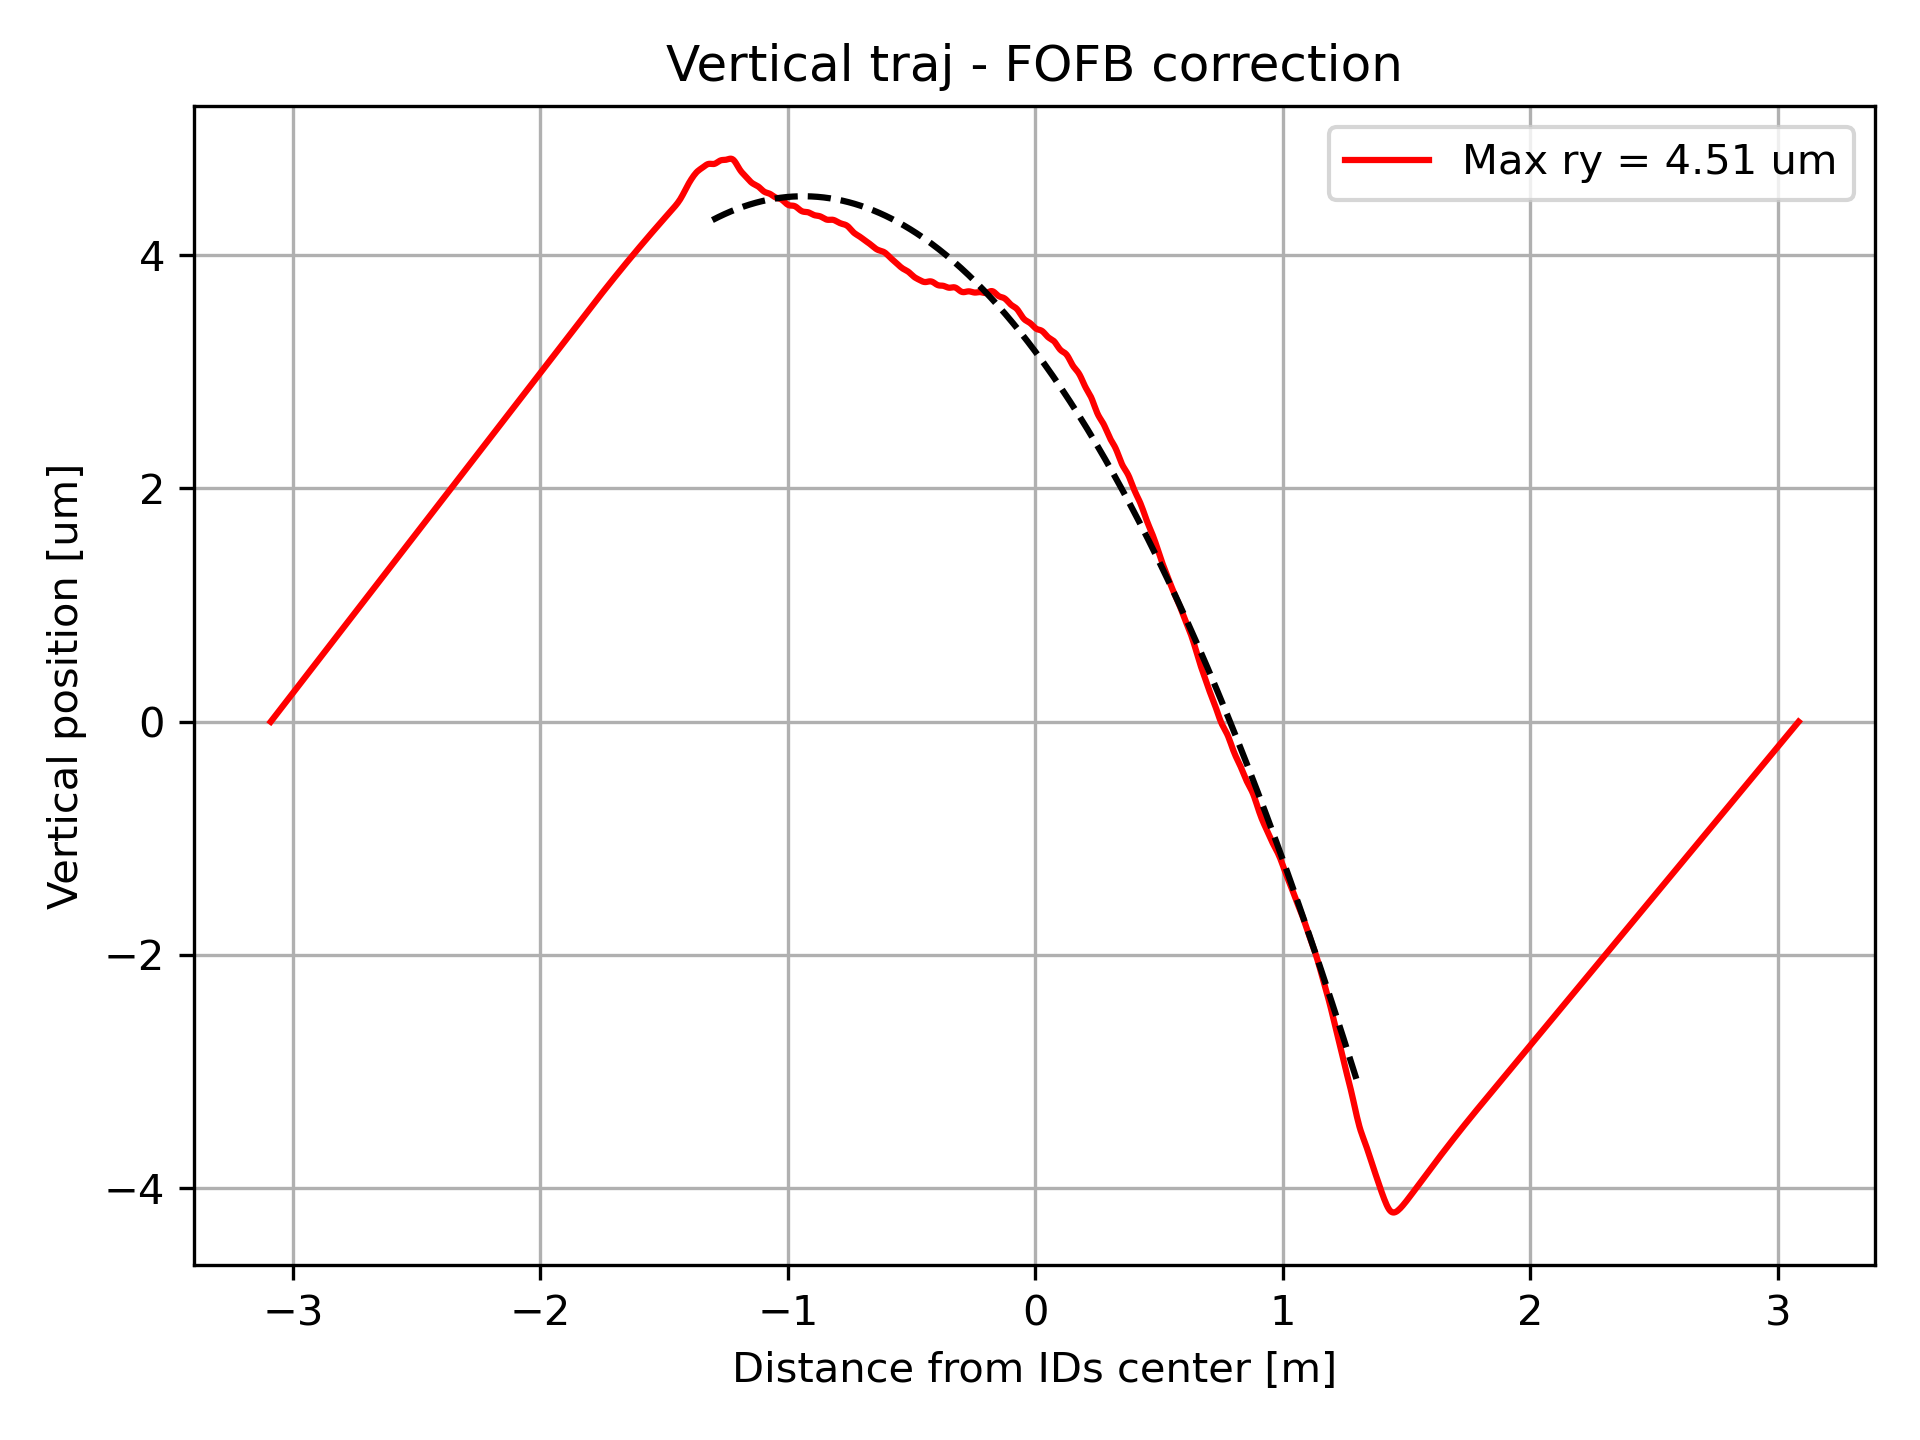 Vertical traj - FOFB correction
Max ry = 4.51 um
Vertical position [um]
4
2
0
−2
−4
−3 −2 −1 0 1 2 3
Distance from IDs center [m]